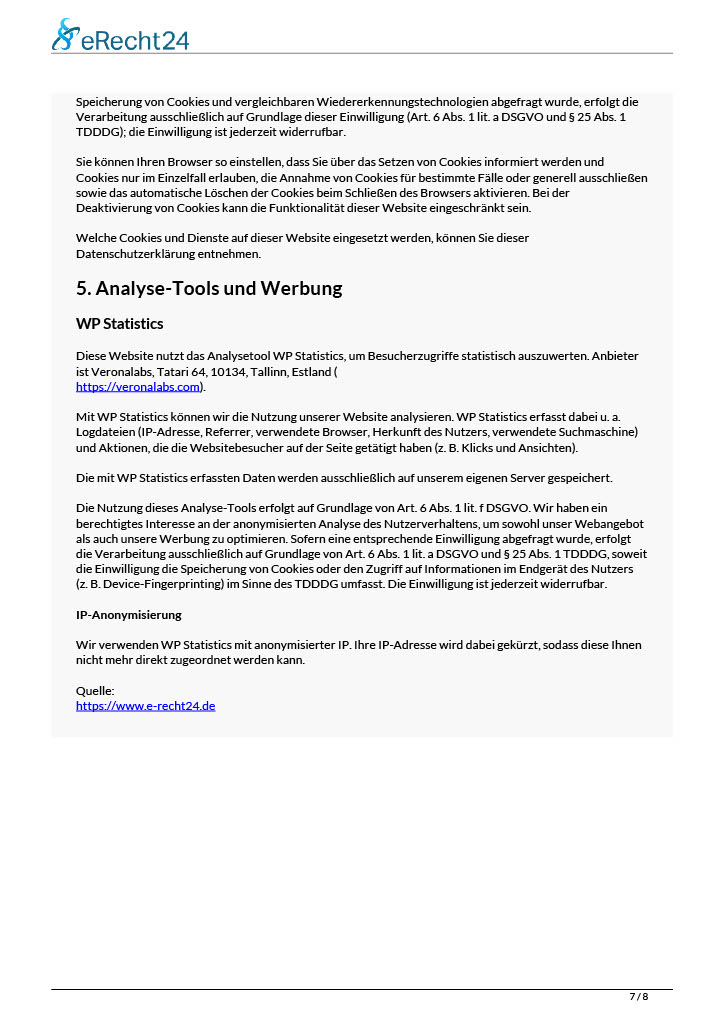 eRecht24
Speicherung von Cookies und vergleichbaren Wiedererkennungstechnologien abgefragt wurde, erfolgt die
Verarbeitung ausschließlich auf Grundlage dieser Einwilligung (Art. 6 Abs. 1 lit. a DSGVO und § 25 Abs. 1
TDDDG); die Einwilligung ist jederzeit widerrufbar.
Sie können Ihren Browser so einstellen, dass Sie über das Setzen von Cookies informiert werden und
Cookies nur im Einzelfall erlauben, die Annahme von Cookies für bestimmte Fälle oder generell ausschließen
sowie das automatische Löschen der Cookies beim Schließen des Browsers aktivieren. Bei der
Deaktivierung von Cookies kann die Funktionalität dieser Website eingeschränkt sein.
Welche Cookies und Dienste auf dieser Website eingesetzt werden, können Sie dieser
Datenschutzerklärung entnehmen.
5. Analyse-Tools und Werbung
WP Statistics
Diese Website nutzt das Analysetool WP Statistics, um Besucherzugriffe statistisch auszuwerten. Anbieter
ist Veronalabs, Tatari 64, 10134, Tallinn, Estland (
https://veronalabs.com).
Mit WP Statistics können wir die Nutzung unserer Website analysieren. WP Statistics erfasst dabei u. a.
Logdateien (IP-Adresse, Referrer, verwendete Browser, Herkunft des Nutzers, verwendete Suchmaschine)
und Aktionen, die die Websitebesucher auf der Seite getätigt haben (z. B. Klicks und Ansichten).
Die mit WP Statistics erfassten Daten werden ausschließlich auf unserem eigenen Server gespeichert.
Die Nutzung dieses Analyse-Tools erfolgt auf Grundlage von Art. 6 Abs. 1 lit. f DSGVO. Wir haben ein
berechtigtes Interesse an der anonymisierten Analyse des Nutzerverhaltens, um sowohl unser Webangebot
als auch unsere Werbung zu optimieren. Sofern eine entsprechende Einwilligung abgefragt wurde, erfolgt
die Verarbeitung ausschließlich auf Grundlage von Art. 6 Abs. 1 lit. a DSGVO und § 25 Abs. 1 TDDDG, soweit
die Einwilligung die Speicherung von Cookies oder den Zugriff auf Informationen im Endgerät des Nutzers
(z. B. Device-Fingerprinting) im Sinne des TDDDG umfasst. Die Einwilligung ist jederzeit widerrufbar.
IP-Anonymisierung
Wir verwenden WP Statistics mit anonymisierter IP. Ihre IP-Adresse wird dabei gekürzt, sodass diese Ihnen
nicht mehr direkt zugeordnet werden kann.
Quelle:
https://www.e-recht24.de
7 / 8